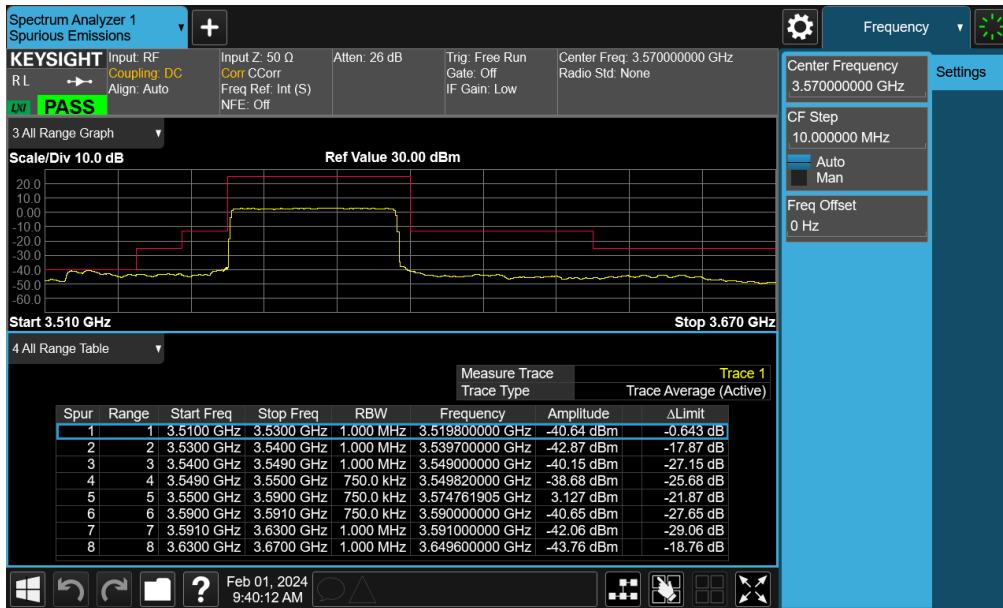 Spectrum Analyzer 1
Spurious Emissions
+
Frequency
KEYSIGHT
R L
LXI PASS
Input: RF
Coupling: DC
Align: Auto
Input Z: 50 Ω
Corr CCorr
Freq Ref: Int (S)
NFE: Off
Atten: 26 dB
Trig: Free Run
Gate: Off
IF Gain: Low
Center Freq: 3.570000000 GHz
Radio Std: None
Center Frequency
3.570000000 GHz
Settings
CF Step
10.000000 MHz
Auto
Man
Freq Offset
0 Hz
3 All Range Graph
Scale/Div 10.0 dB Ref Value 30.00 dBm
20.0
10.0
0.00
-10.0
-20.0
-30.0
-40.0
-50.0
-60.0
Start 3.510 GHz Stop 3.670 GHz
4 All Range Table
Measure Trace Trace 1
Trace Type Trace Average (Active)
Spur Range Start Freq Stop Freq RBW Frequency Amplitude ΔLimit
1 1 3.5100 GHz 3.5300 GHz 1.000 MHz 3.519800000 GHz -40.64 dBm -0.643 dB
2 2 3.5300 GHz 3.5400 GHz 1.000 MHz 3.539700000 GHz -42.87 dBm -17.87 dB
3 3 3.5400 GHz 3.5490 GHz 1.000 MHz 3.549000000 GHz -40.15 dBm -27.15 dB
4 4 3.5490 GHz 3.5500 GHz 750.0 kHz 3.549820000 GHz -38.68 dBm -25.68 dB
5 5 3.5500 GHz 3.5900 GHz 750.0 kHz 3.574761905 GHz 3.127 dBm -21.87 dB
6 6 3.5900 GHz 3.5910 GHz 750.0 kHz 3.590000000 GHz -40.65 dBm -27.65 dB
7 7 3.5910 GHz 3.6300 GHz 1.000 MHz 3.591000000 GHz -42.06 dBm -29.06 dB
8 8 3.6300 GHz 3.6700 GHz 1.000 MHz 3.649600000 GHz -43.76 dBm -18.76 dB
?
Feb 01, 2024
9:40:12 AM